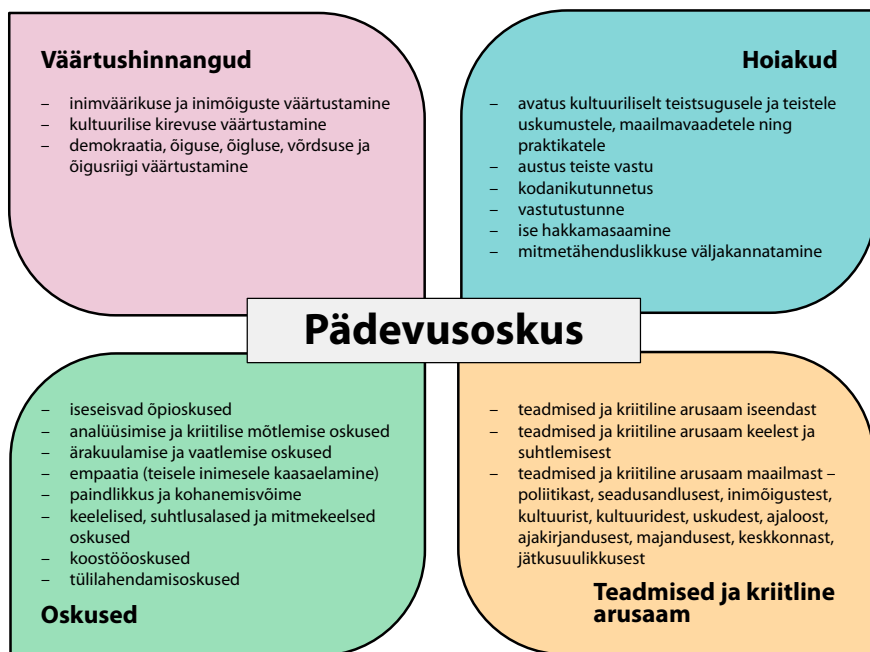 Väärtushinnangud
– inimväärikuse ja inimõiguste väärtustamine
– kultuurilise kirevuse väärtustamine
– demokraatia, õiguse, õigluse, võrdsuse ja
õigusriigi väärtustamine
Hoiakud
– avatus kultuuriliselt teistsugusele ja teistele
uskumustele, maailmavaadetele ning
praktikatele
– austus teiste vastu
– kodanikutunnetus
– vastutustunne
– ise hakkamasaamine
– mitmetähenduslikkuse väljakannatamine
Pädevusoskus
– iseseisvad õpioskused
– analüüsimise ja kriitilise mõtlemise oskused
– ärakuulamise ja vaatlemise oskused
– empaatia (teisele inimesele kaasaelamine)
– paindlikkus ja kohanemisvõime
– keelelised, suhtlusalased ja mitmekeelsed
oskused
– koostööoskused
– tülilahendamisoskused
Oskused
– teadmised ja kriitiline arusaam iseendast
– teadmised ja kriitiline arusaam keelest ja
suhtlemisest
– teadmised ja kriitiline arusaam maailmast –
poliitikast, seadusandlusest, inimõigustest,
kultuurist, kultuuridest, uskudest, ajaloost,
ajakirjandusest, majandusest, keskkonnast,
jätkusuulikkusest
Teadmised ja kriitline
arusaam